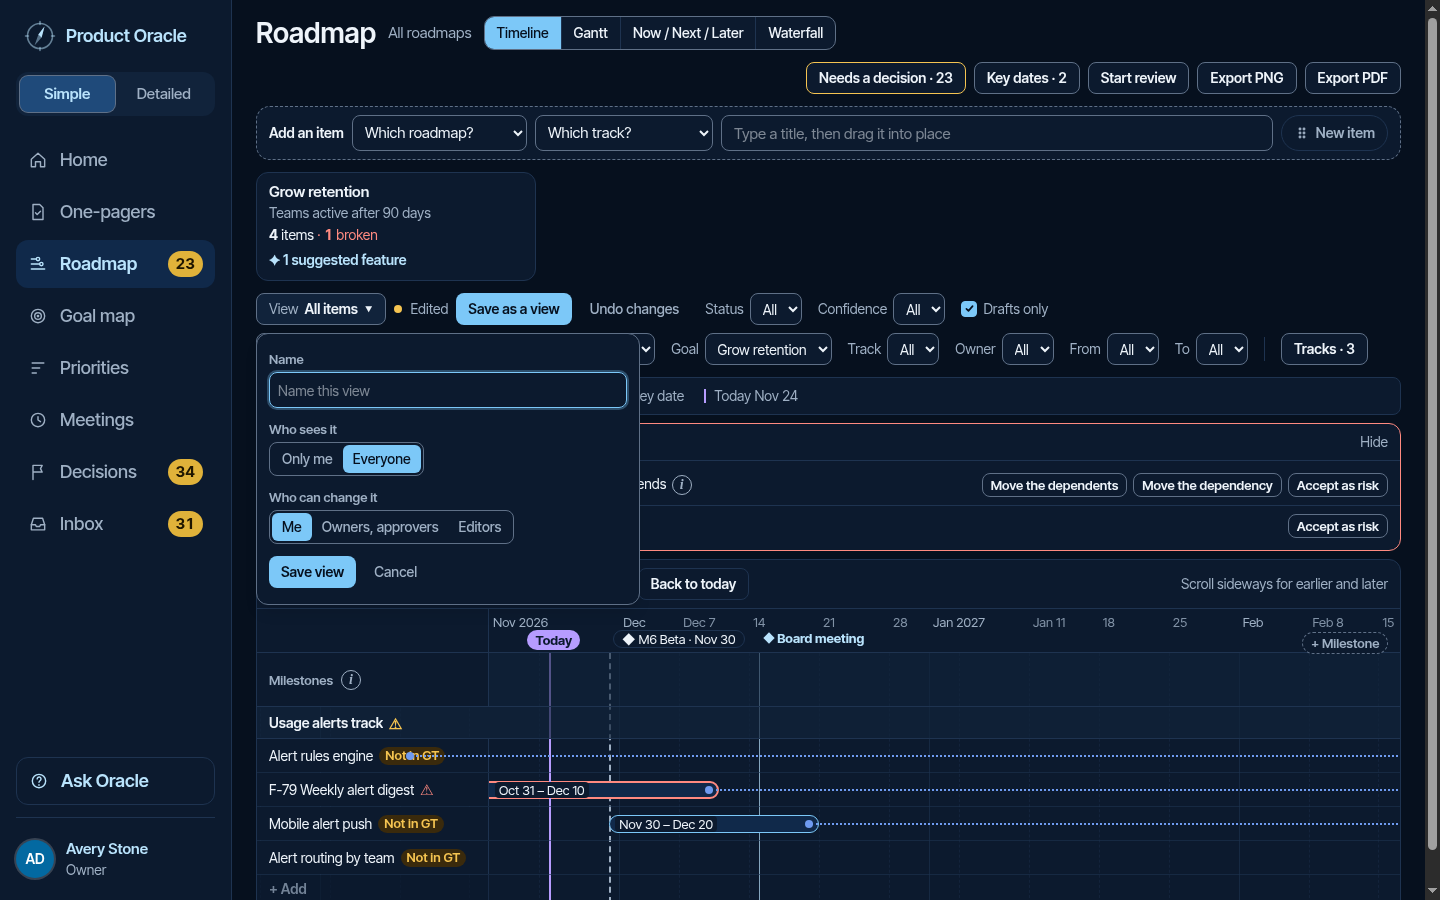 Product Oracle
Simple
Detailed
Home
One-pagers
Roadmap 23
Goal map
Priorities
Meetings
Decisions 34
Inbox 31
Ask Oracle
AD
Avery Stone
Owner
Roadmap All roadmaps Timeline Gantt Now / Next / Later Waterfall
Needs a decision · 23 Key dates · 2 Start review Export PNG Export PDF
Add an item Which roadmap? Which track? Type a title, then drag it into place New item
Grow retention
Teams active after 90 days
4 items · 1 broken
1 suggested feature
View All items Edited Save as a view Undo changes Status All Confidence All Drafts only
Goal Grow retention Track All Owner All From All To All Tracks · 3
Name
Name this view
Who sees it
Only me Everyone
Who can change it
Me Owners, approvers Editors
Save view Cancel
ey date Today Nov 24
Hide
ends i Move the dependents Move the dependency Accept as risk
Accept as risk
Back to today Scroll sideways for earlier and later
Nov 2026 Dec Dec 7 14 21 28 Jan 2027 Jan 11 18 25 Feb Feb 8 15
Today M6 Beta · Nov 30 Board meeting + Milestone
Milestones i
Usage alerts track
Alert rules engine Not in GT
F-79 Weekly alert digest Oct 31 – Dec 10
Mobile alert push Not in GT Nov 30 – Dec 20
Alert routing by team Not in GT
+ Add